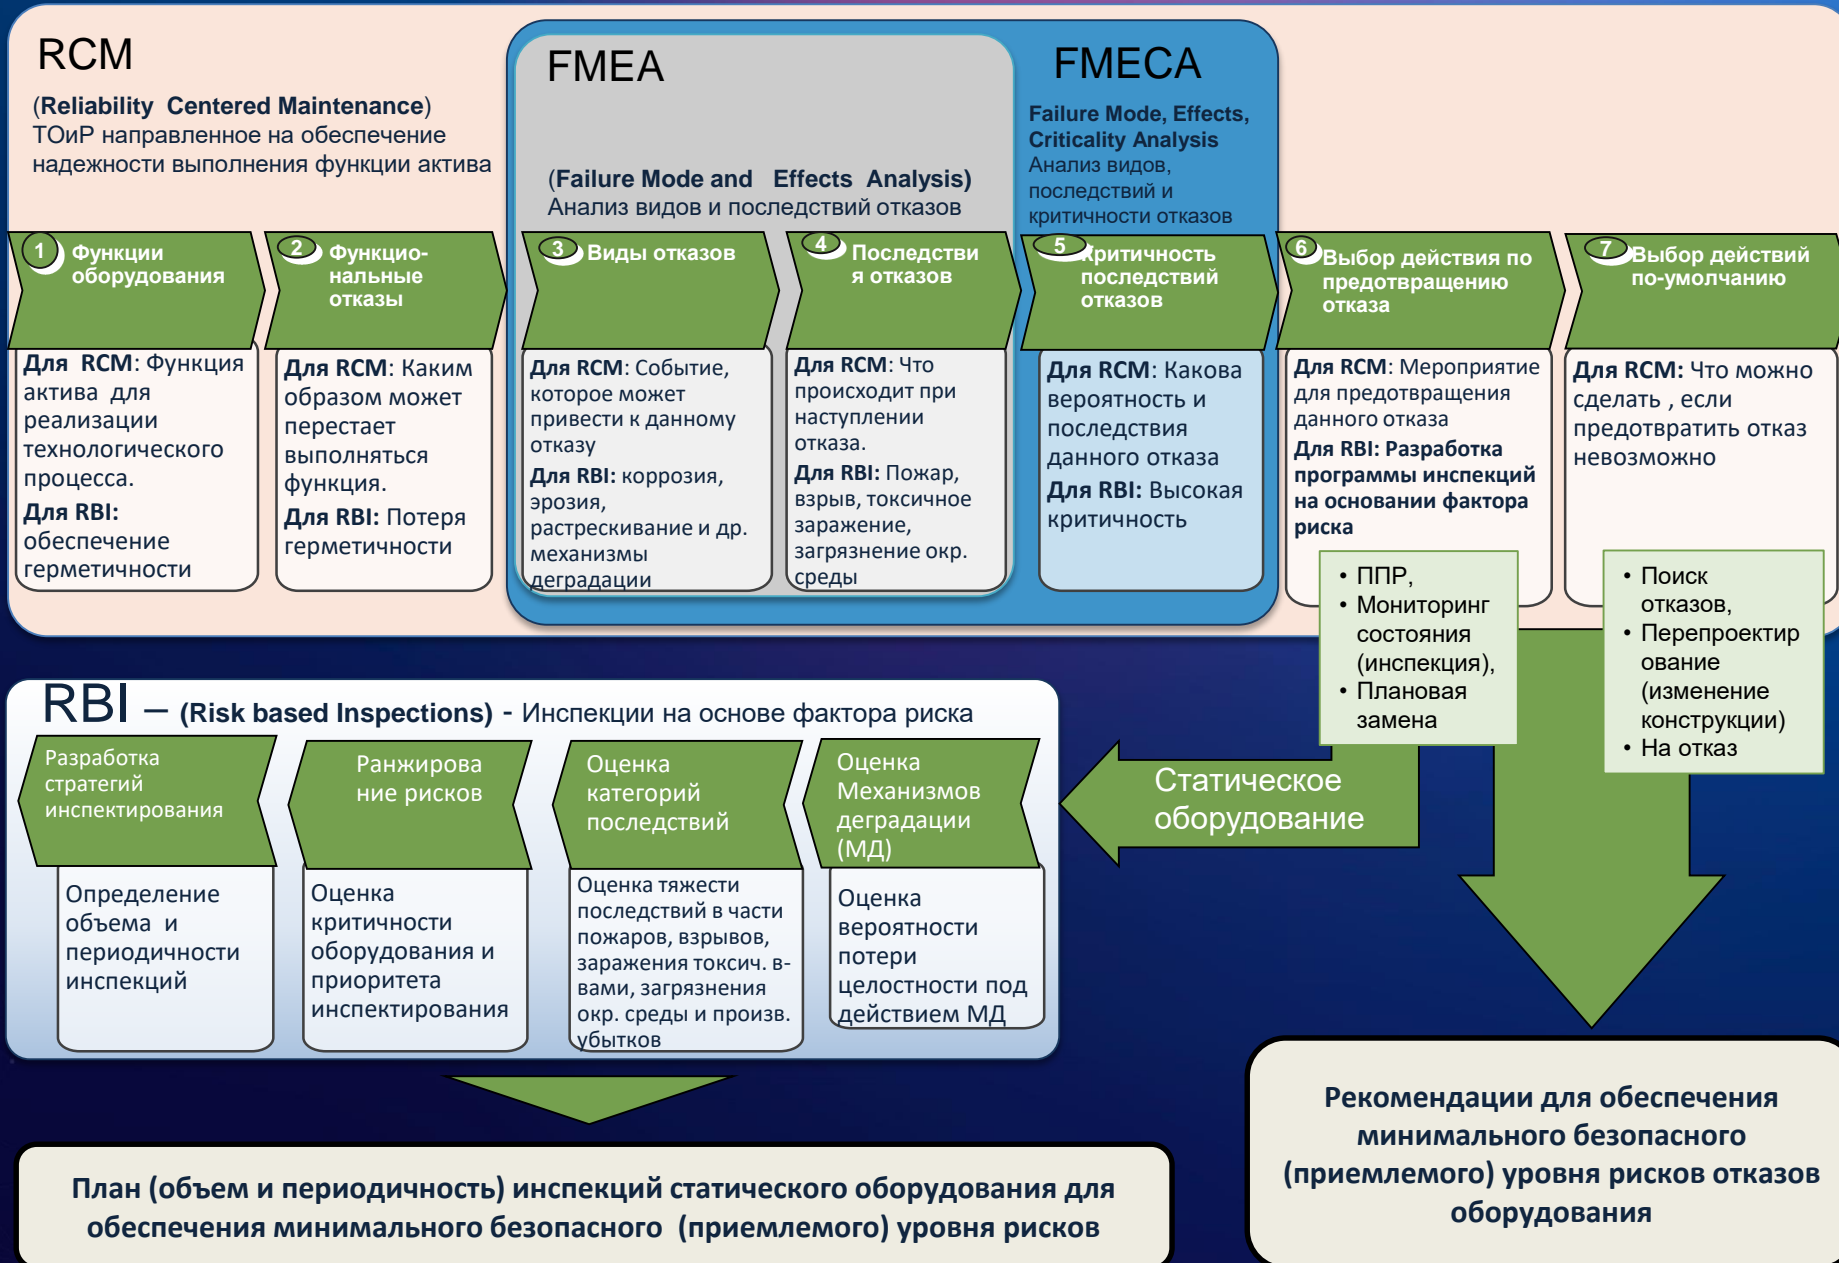 RCM
(Reliability Centered Maintenance)
ТОиР направленное на обеспечение
надежности выполнения функции актива
FMEA
(Failure Mode and Effects Analysis)
Анализ видов и последствий отказов
FMECA
Failure Mode, Effects,
Criticality Analysis
Анализ видов,
последствий и
критичности отказов
1
Функции
оборудования
2
Функцио-
нальные
отказы
3
Виды отказов
4
Последстви
я отказов
5
Критичность
последствий
отказов
6
Выбор действия по
предотвращению
отказа
7
Выбор действий
по-умолчанию
Для RCM: Функция
актива для
реализации
технологического
процесса.
Для RBI:
обеспечение
герметичности
Для RCM: Каким
образом может
перестает
выполняться
функция.
Для RBI: Потеря
герметичности
Для RCM: Событие,
которое может
привести к данному
отказу
Для RBI: коррозия,
эрозия,
растрескивание и др.
механизмы
деградации
Для RCM: Что
происходит при
наступлении
отказа.
Для RBI: Пожар,
взрыв, токсичное
заражение,
загрязнение окр.
среды
Для RCM: Какова
вероятность и
последствия
данного отказа
Для RBI: Высокая
критичность
Для RCM: Мероприятие
для предотвращения
данного отказа
Для RBI: Разработка
программы инспекций
на основании фактора
риска
Для RCM: Что можно
сделать , если
предотвратить отказ
невозможно
• ППР,
• Мониторинг
состояния
(инспекция),
• Плановая
замена
• Поиск
отказов,
• Перепроектир
ование
(изменение
конструкции)
• На отказ
RBI – (Risk based Inspections) - Инспекции на основе фактора риска
Разработка
стратегий
инспектирования
Ранжирова
ние рисков
Оценка
категорий
последствий
Оценка
Механизмов
деградации
(МД)
Статическое
оборудование
Определение
объема и
периодичности
инспекций
Оценка
критичности
оборудования и
приоритета
инспектирования
Оценка тяжести
последствий в части
пожаров, взрывов,
заражения токсич. в-
вами, загрязнения
окр. среды и произв.
убытков
Оценка
вероятности
потери
целостности под
действием МД
План (объем и периодичность) инспекций статического оборудования для
обеспечения минимального безопасного (приемлемого) уровня рисков
Рекомендации для обеспечения
минимального безопасного
(приемлемого) уровня рисков отказов
оборудования